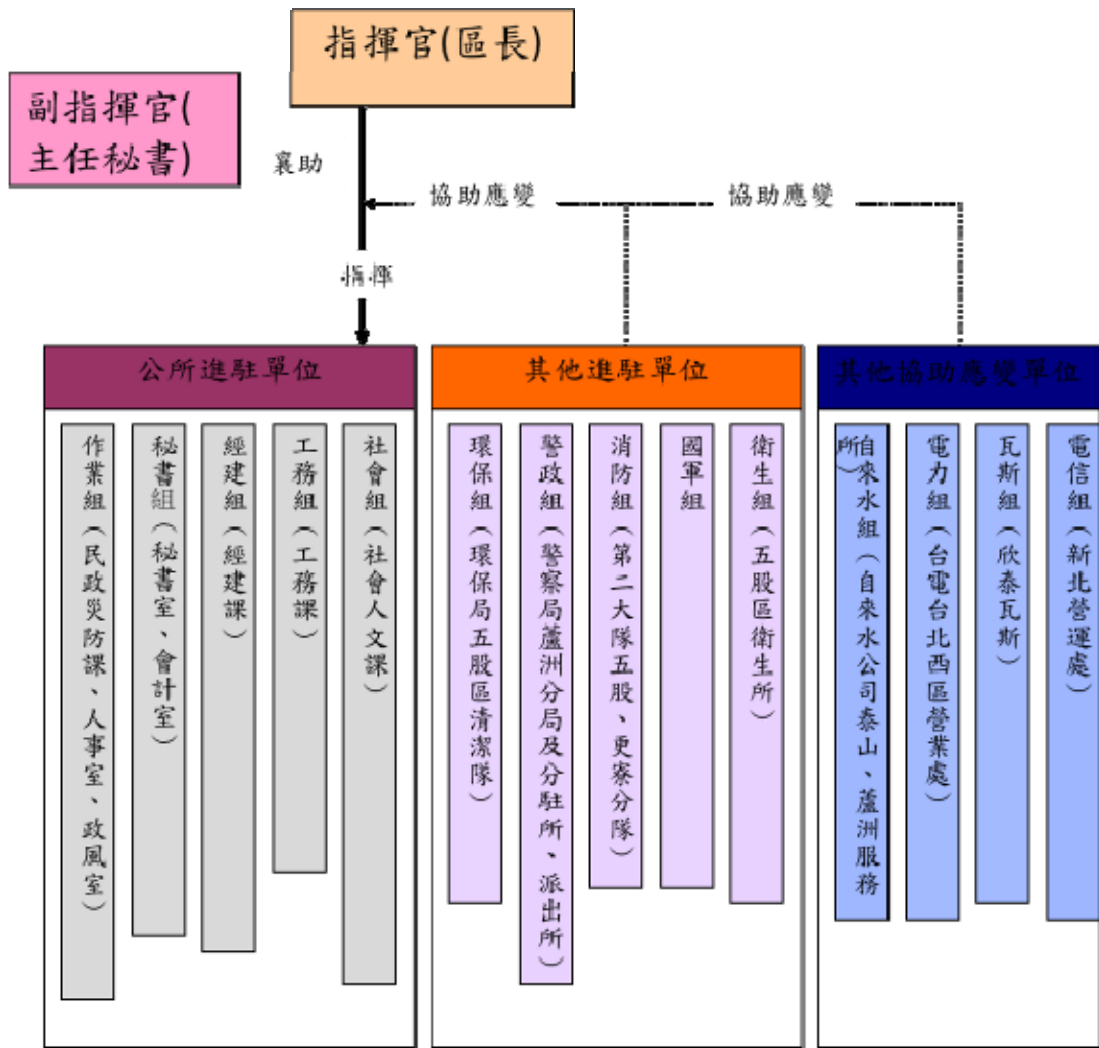 指揮官(區長)
副指揮官(
主任秘書)
襄助
協助應變
協助應變
指揮
公所進駐單位
作業組(民政災防課、人事室、政風室)
秘書組(秘書室、會計室)
經建組(經建課)
工務組(工務課)
社會組(社會人文課)
其他進駐單位
環保組(環保局五股區清潔隊)
警政組(警察局蘆洲分局及分駐所、派出所)
消防組(第二大隊五股、更寮分隊)
國軍組
衛生組(五股區衛生所)
其他協助應變單位
自來水組(自來水公司泰山、蘆洲服務
所)
電力組(台電台北西區營業處)
瓦斯組(欣泰瓦斯)
電信組(新北營運處)